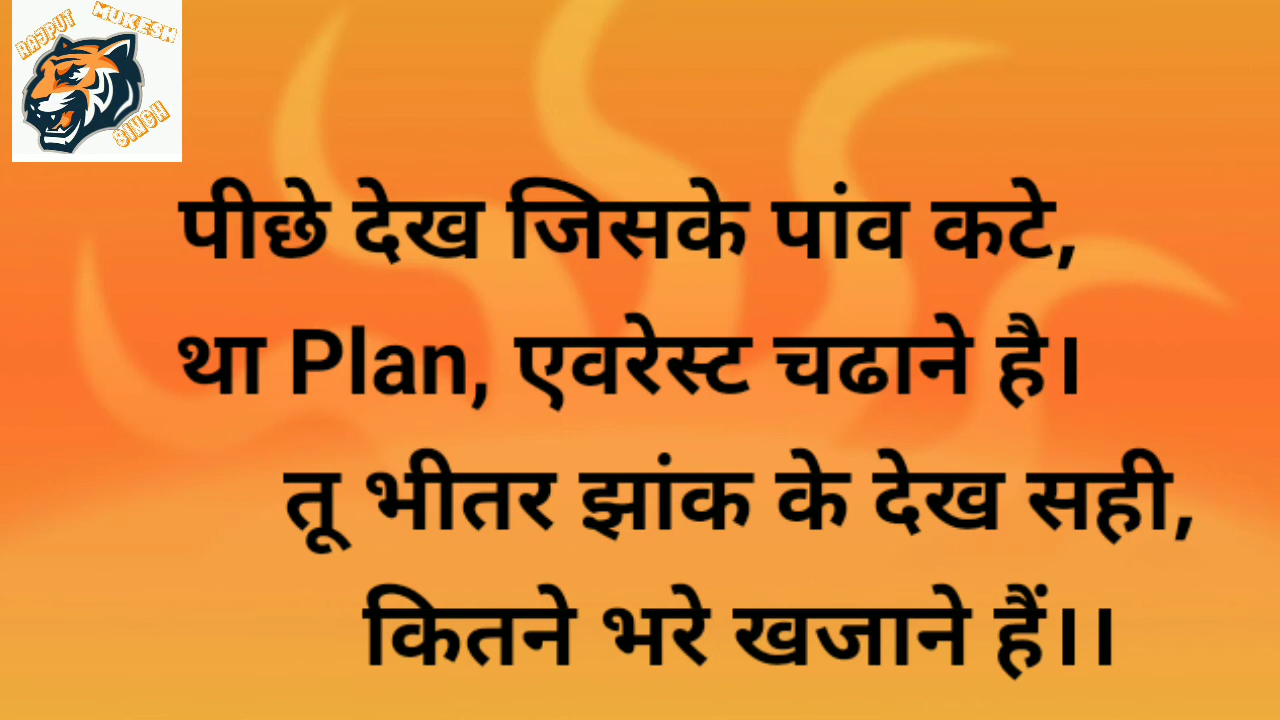 RAJPUT MUKESH
SINGH
पीछे देख जिसके पांव कटे,
था Plan, एवरेस्ट चढाने है।
तू भीतर झांक के देख सही,
कितने भरे खजाने हैं।।